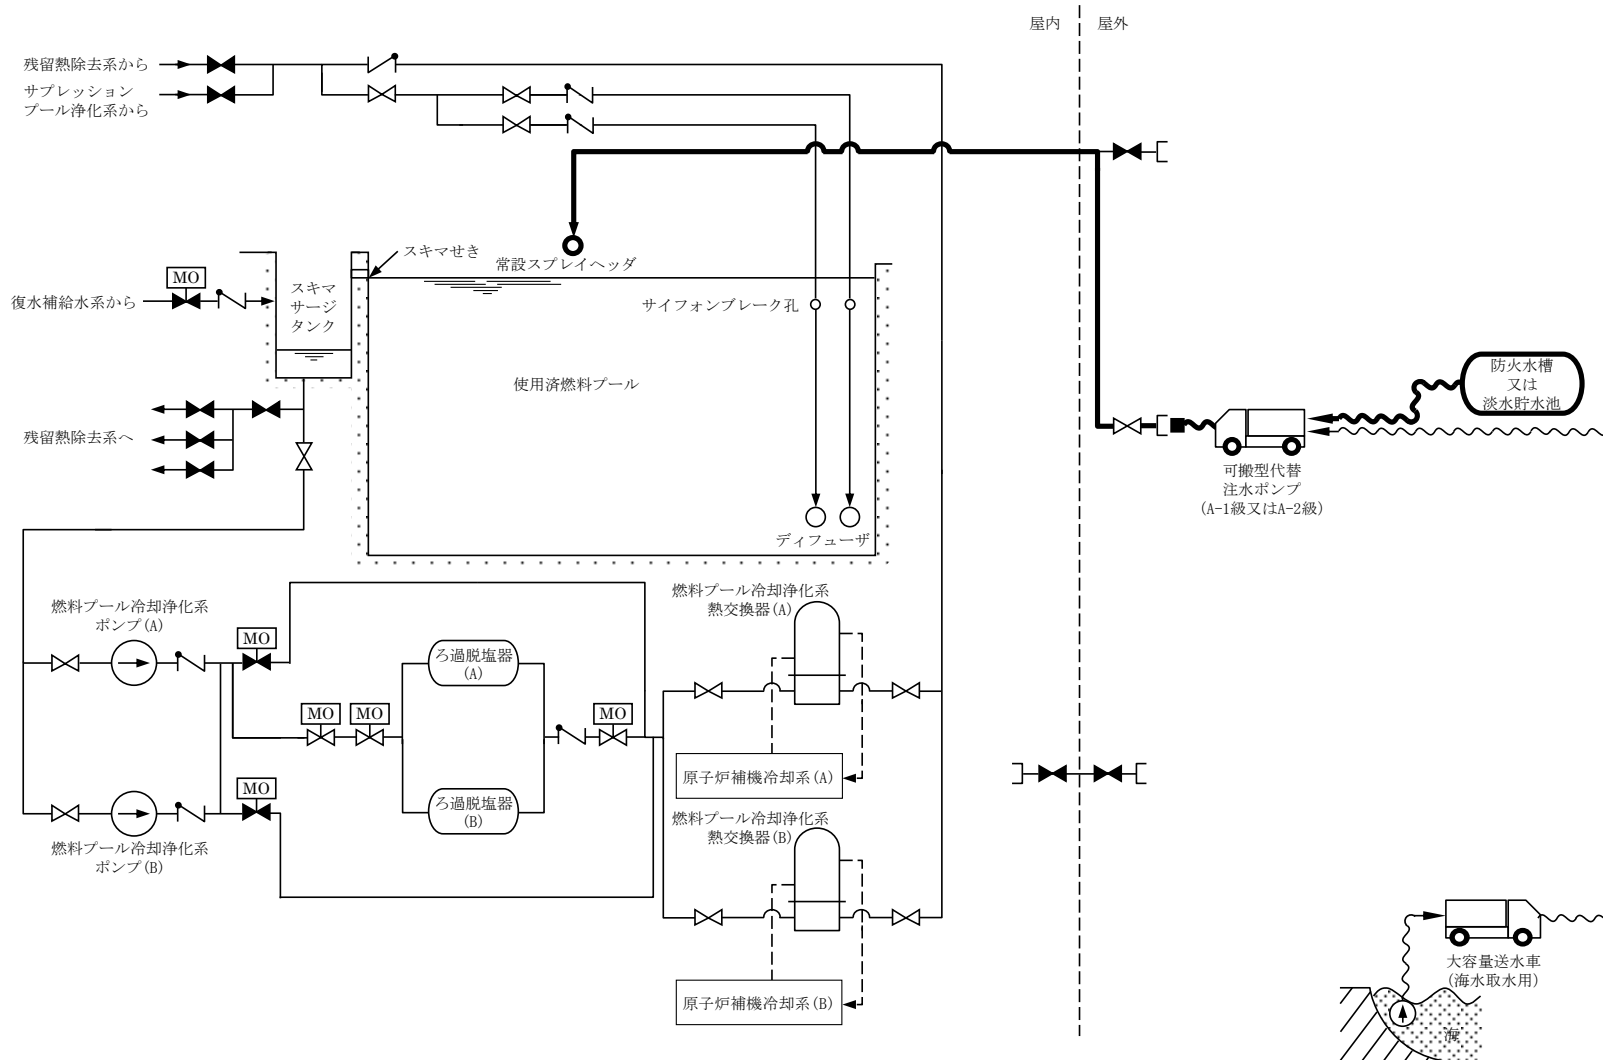 屋内
屋外
残留熱除去系から
サプレッション
プール浄化系から
スキマせき
常設スプレイヘッダ
MO
復水補給水系から
スキマ
サージ
タンク
サイフォンブレーク孔
使用済燃料プール
残留熱除去系へ
防火水槽
又は
淡水貯水池
可搬型代替
注水ポンプ
(A-1級又はA-2級)
ディフューザ
燃料プール冷却浄化系
ポンプ(A)
MO
燃料プール冷却浄化系
熱交換器(A)
ろ過脱塩器
(A)
MO
MO
MO
原子炉補機冷却系(A)
MO
ろ過脱塩器
(B)
燃料プール冷却浄化系
熱交換器(B)
燃料プール冷却浄化系
ポンプ(B)
原子炉補機冷却系(B)
大容量送水車
(海水取水用)
海